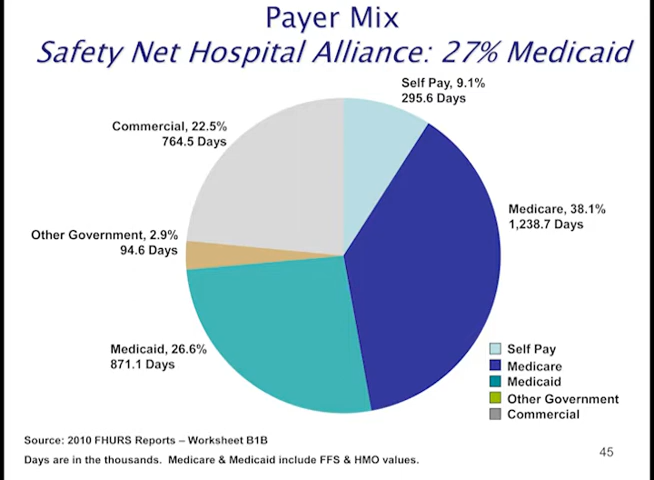 Payer Mix
Safety Net Hospital Alliance: 27% Medicaid
Self Pay, 9.1%
295.6 Days
Commercial, 22.5%
764.5 Days
Medicare, 38.1%
1,238.7 Days
Other Government, 2.9%
94.6 Days
Medicaid, 26.6%
871.1 Days
Self Pay
Medicare
Medicaid
Other Government
Commercial
Source: 2010 FHURS Reports – Worksheet B1B
Days are in the thousands. Medicare & Medicaid include FFS & HMO values.
45